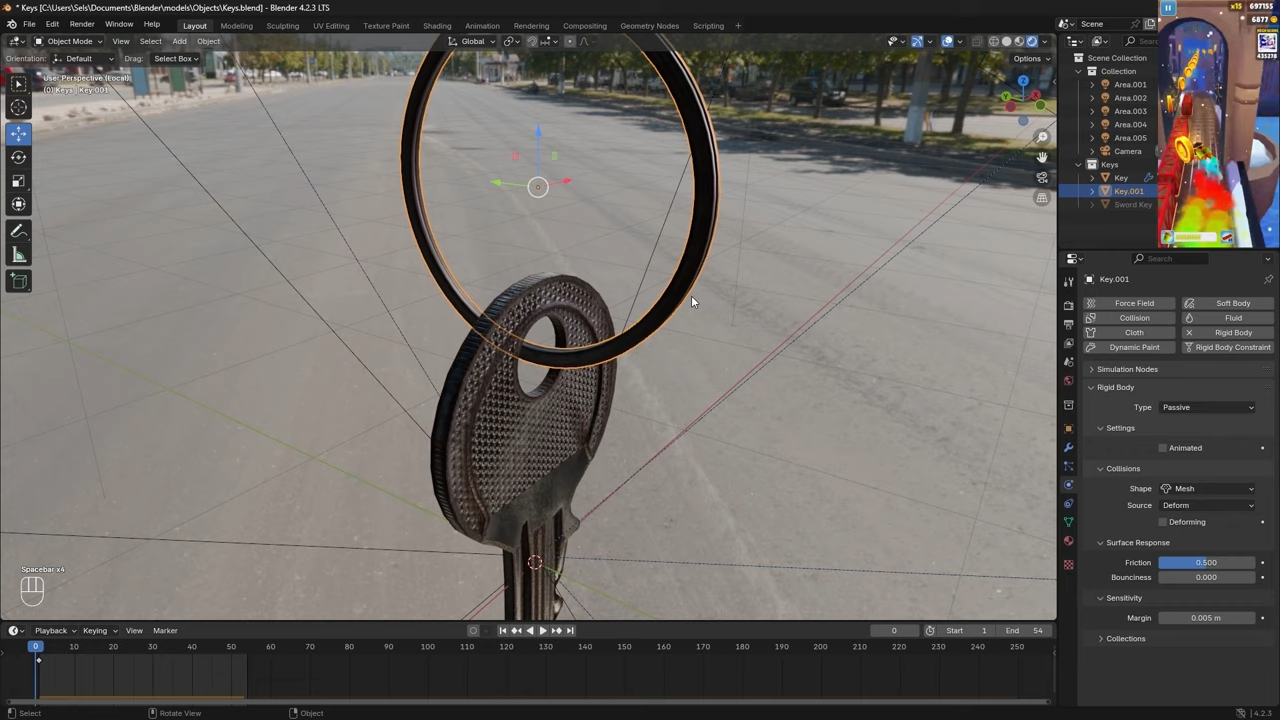 * Keys [C:\Users\Sels\Documents\Blender\models\Objects\Keys.blend] - Blender 4.2.3 LTS
File Edit Render Window Help Layout Modeling Sculpting UV Editing Texture Paint Shading Animation Rendering Compositing Geometry Nodes Scripting Scene
Object Mode View Select Add Object Global
Orientation: Default Drag: Select Box Options
User Perspective (Local)
(0) Keys | Key.001
Z
Y
X
Spacebar x4
Scene Collection
Collection
Area.001
Area.002
Area.003
Area.004
Area.005
Camera
Keys
Key
Key.001
Sword Key
x15 697155
6877
435278
Search
Key.001
Force Field Soft Body
Collision Fluid
Cloth Rigid Body
Dynamic Paint Rigid Body Constraint
Simulation Nodes
Rigid Body
Type Passive
Settings
Animated
Collisions
Shape Mesh
Source Deform
Deforming
Surface Response
Friction 0.500
Bounciness 0.000
Sensitivity
Margin 0.005 m
Collections
Playback Keying View Marker 0 Start 1 End 54
0 10 20 30 40 50 60 70 80 90 100 110 120 130 140 150 160 170 180 190 200 210 220 230 240 250
Select Rotate View Object 4.2.3